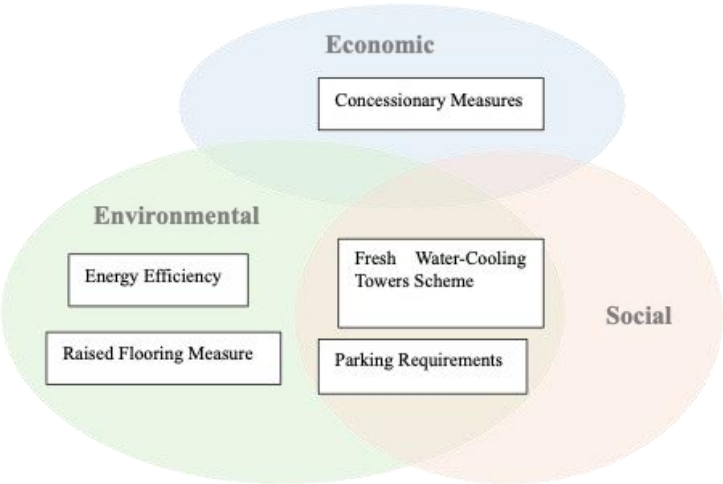 Economic
Concessionary Measures
Environmental
Energy Efficiency
Fresh Water-Cooling
Towers Scheme
Social
Raised Flooring Measure
Parking Requirements